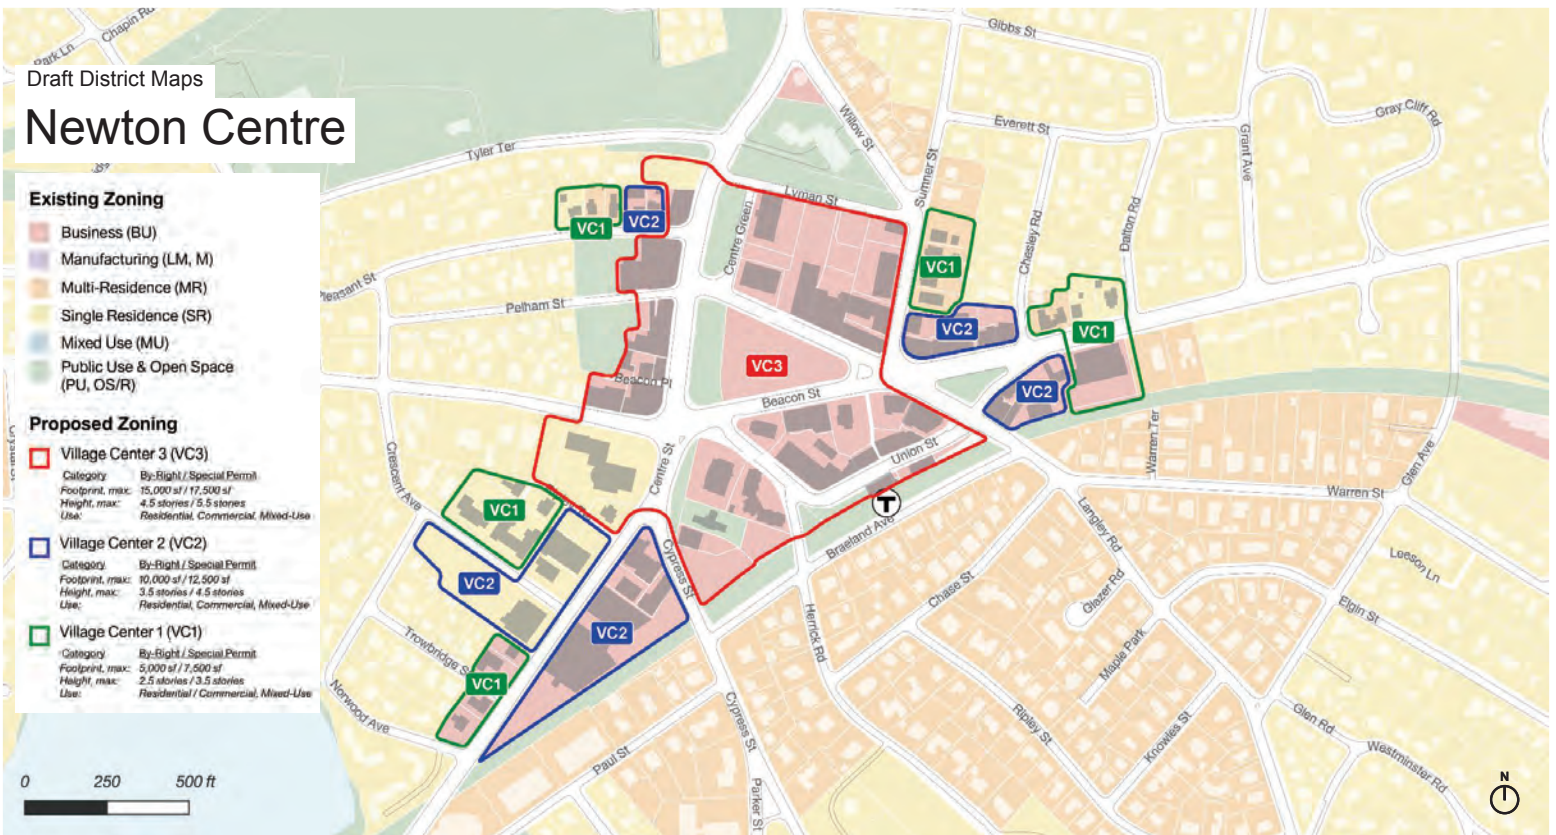 Draft District Maps
Newton Centre
Existing Zoning
Business (BU)
Manufacturing (LM, M)
Multi-Residence (MR)
Single Residence (SR)
Mixed Use (MU)
Public Use & Open Space
(PU, OS/R)
Proposed Zoning
Village Center 3 (VC3)
Category By-Right / Special Permit
Footprint, max: 15,000 sf / 17,500 sf
Height, max: 4.5 stories / 5.5 stories
Use: Residential, Commercial, Mixed-Use
Village Center 2 (VC2)
Category By-Right / Special Permit
Footprint, max: 10,000 sf / 12,500 sf
Height, max: 3.5 stories / 4.5 stories
Use: Residential, Commercial, Mixed-Use
Village Center 1 (VC1)
Category By-Right / Special Permit
Footprint, max: 5,000 sf / 7,500 sf
Height, max: 2.5 stories / 3.5 stories
Use: Residential / Commercial, Mixed-Use
0 250 500 ft
Park Ln
Chapin Rd
Gibbs St
Gray Cliff Rd
Willow St
Everett St
Grant Ave
Tyler Ter
Sumner St
Lyman St
VC1
VC2
Centre Green
Chesley Rd
Dalton Rd
VC1
Pleasant St
Pelham St
VC2
VC1
VC3
Beacon Pl
Beacon St
VC2
Union St
Warren Ter
Glen Ave
Crescent Ave
Centre St
Warren St
VC1
T
Langley Rd
Braeland Ave
VC2
Cypress St
Chase St
Glazer Rd
Leeson Ln
Elgin St
VC2
Herrick Rd
Trowbridge St
Maple Park
VC1
Norwood Ave
Cypress St
Ripley St
Knowles St
Glen Rd
Paul St
Westminster Rd
Parker St
N